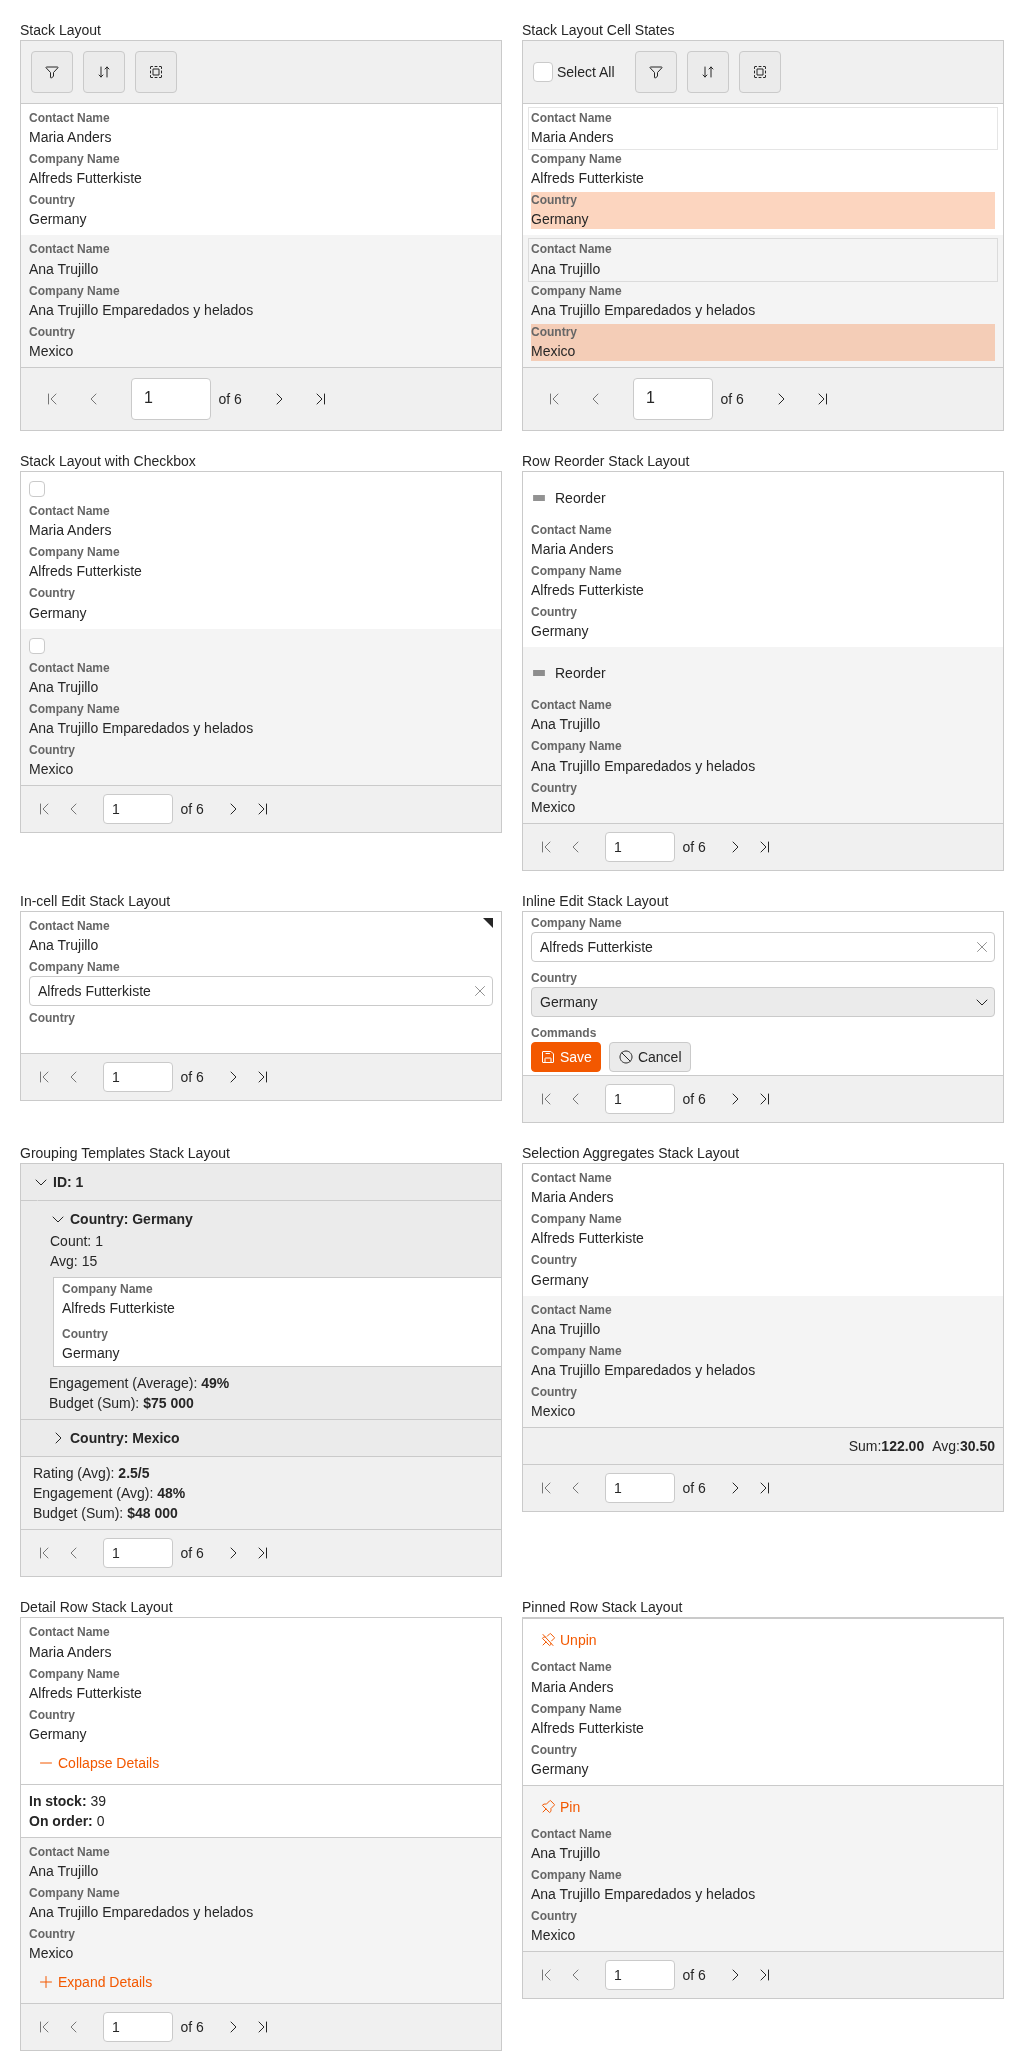 Stack Layout
Contact Name
Maria Anders
Company Name
Alfreds Futterkiste
Country
Germany
Contact Name
Ana Trujillo
Company Name
Ana Trujillo Emparedados y helados
Country
Mexico
1 of 6
Stack Layout Cell States
Select All
Contact Name
Maria Anders
Company Name
Alfreds Futterkiste
Country
Germany
Contact Name
Ana Trujillo
Company Name
Ana Trujillo Emparedados y helados
Country
Mexico
1 of 6
Stack Layout with Checkbox
Contact Name
Maria Anders
Company Name
Alfreds Futterkiste
Country
Germany
Contact Name
Ana Trujillo
Company Name
Ana Trujillo Emparedados y helados
Country
Mexico
1 of 6
Row Reorder Stack Layout
Reorder
Contact Name
Maria Anders
Company Name
Alfreds Futterkiste
Country
Germany
Reorder
Contact Name
Ana Trujillo
Company Name
Ana Trujillo Emparedados y helados
Country
Mexico
1 of 6
In-cell Edit Stack Layout
Contact Name
Ana Trujillo
Company Name
Alfreds Futterkiste
Country
1 of 6
Inline Edit Stack Layout
Company Name
Alfreds Futterkiste
Country
Germany
Commands
Save Cancel
1 of 6
Grouping Templates Stack Layout
ID: 1
Country: Germany
Count: 1
Avg: 15
Company Name
Alfreds Futterkiste
Country
Germany
Engagement (Average): 49%
Budget (Sum): $75 000
Country: Mexico
Rating (Avg): 2.5/5
Engagement (Avg): 48%
Budget (Sum): $48 000
1 of 6
Selection Aggregates Stack Layout
Contact Name
Maria Anders
Company Name
Alfreds Futterkiste
Country
Germany
Contact Name
Ana Trujillo
Company Name
Ana Trujillo Emparedados y helados
Country
Mexico
Sum:122.00 Avg:30.50
1 of 6
Detail Row Stack Layout
Contact Name
Maria Anders
Company Name
Alfreds Futterkiste
Country
Germany
Collapse Details
In stock: 39
On order: 0
Contact Name
Ana Trujillo
Company Name
Ana Trujillo Emparedados y helados
Country
Mexico
Expand Details
1 of 6
Pinned Row Stack Layout
Unpin
Contact Name
Maria Anders
Company Name
Alfreds Futterkiste
Country
Germany
Pin
Contact Name
Ana Trujillo
Company Name
Ana Trujillo Emparedados y helados
Country
Mexico
1 of 6